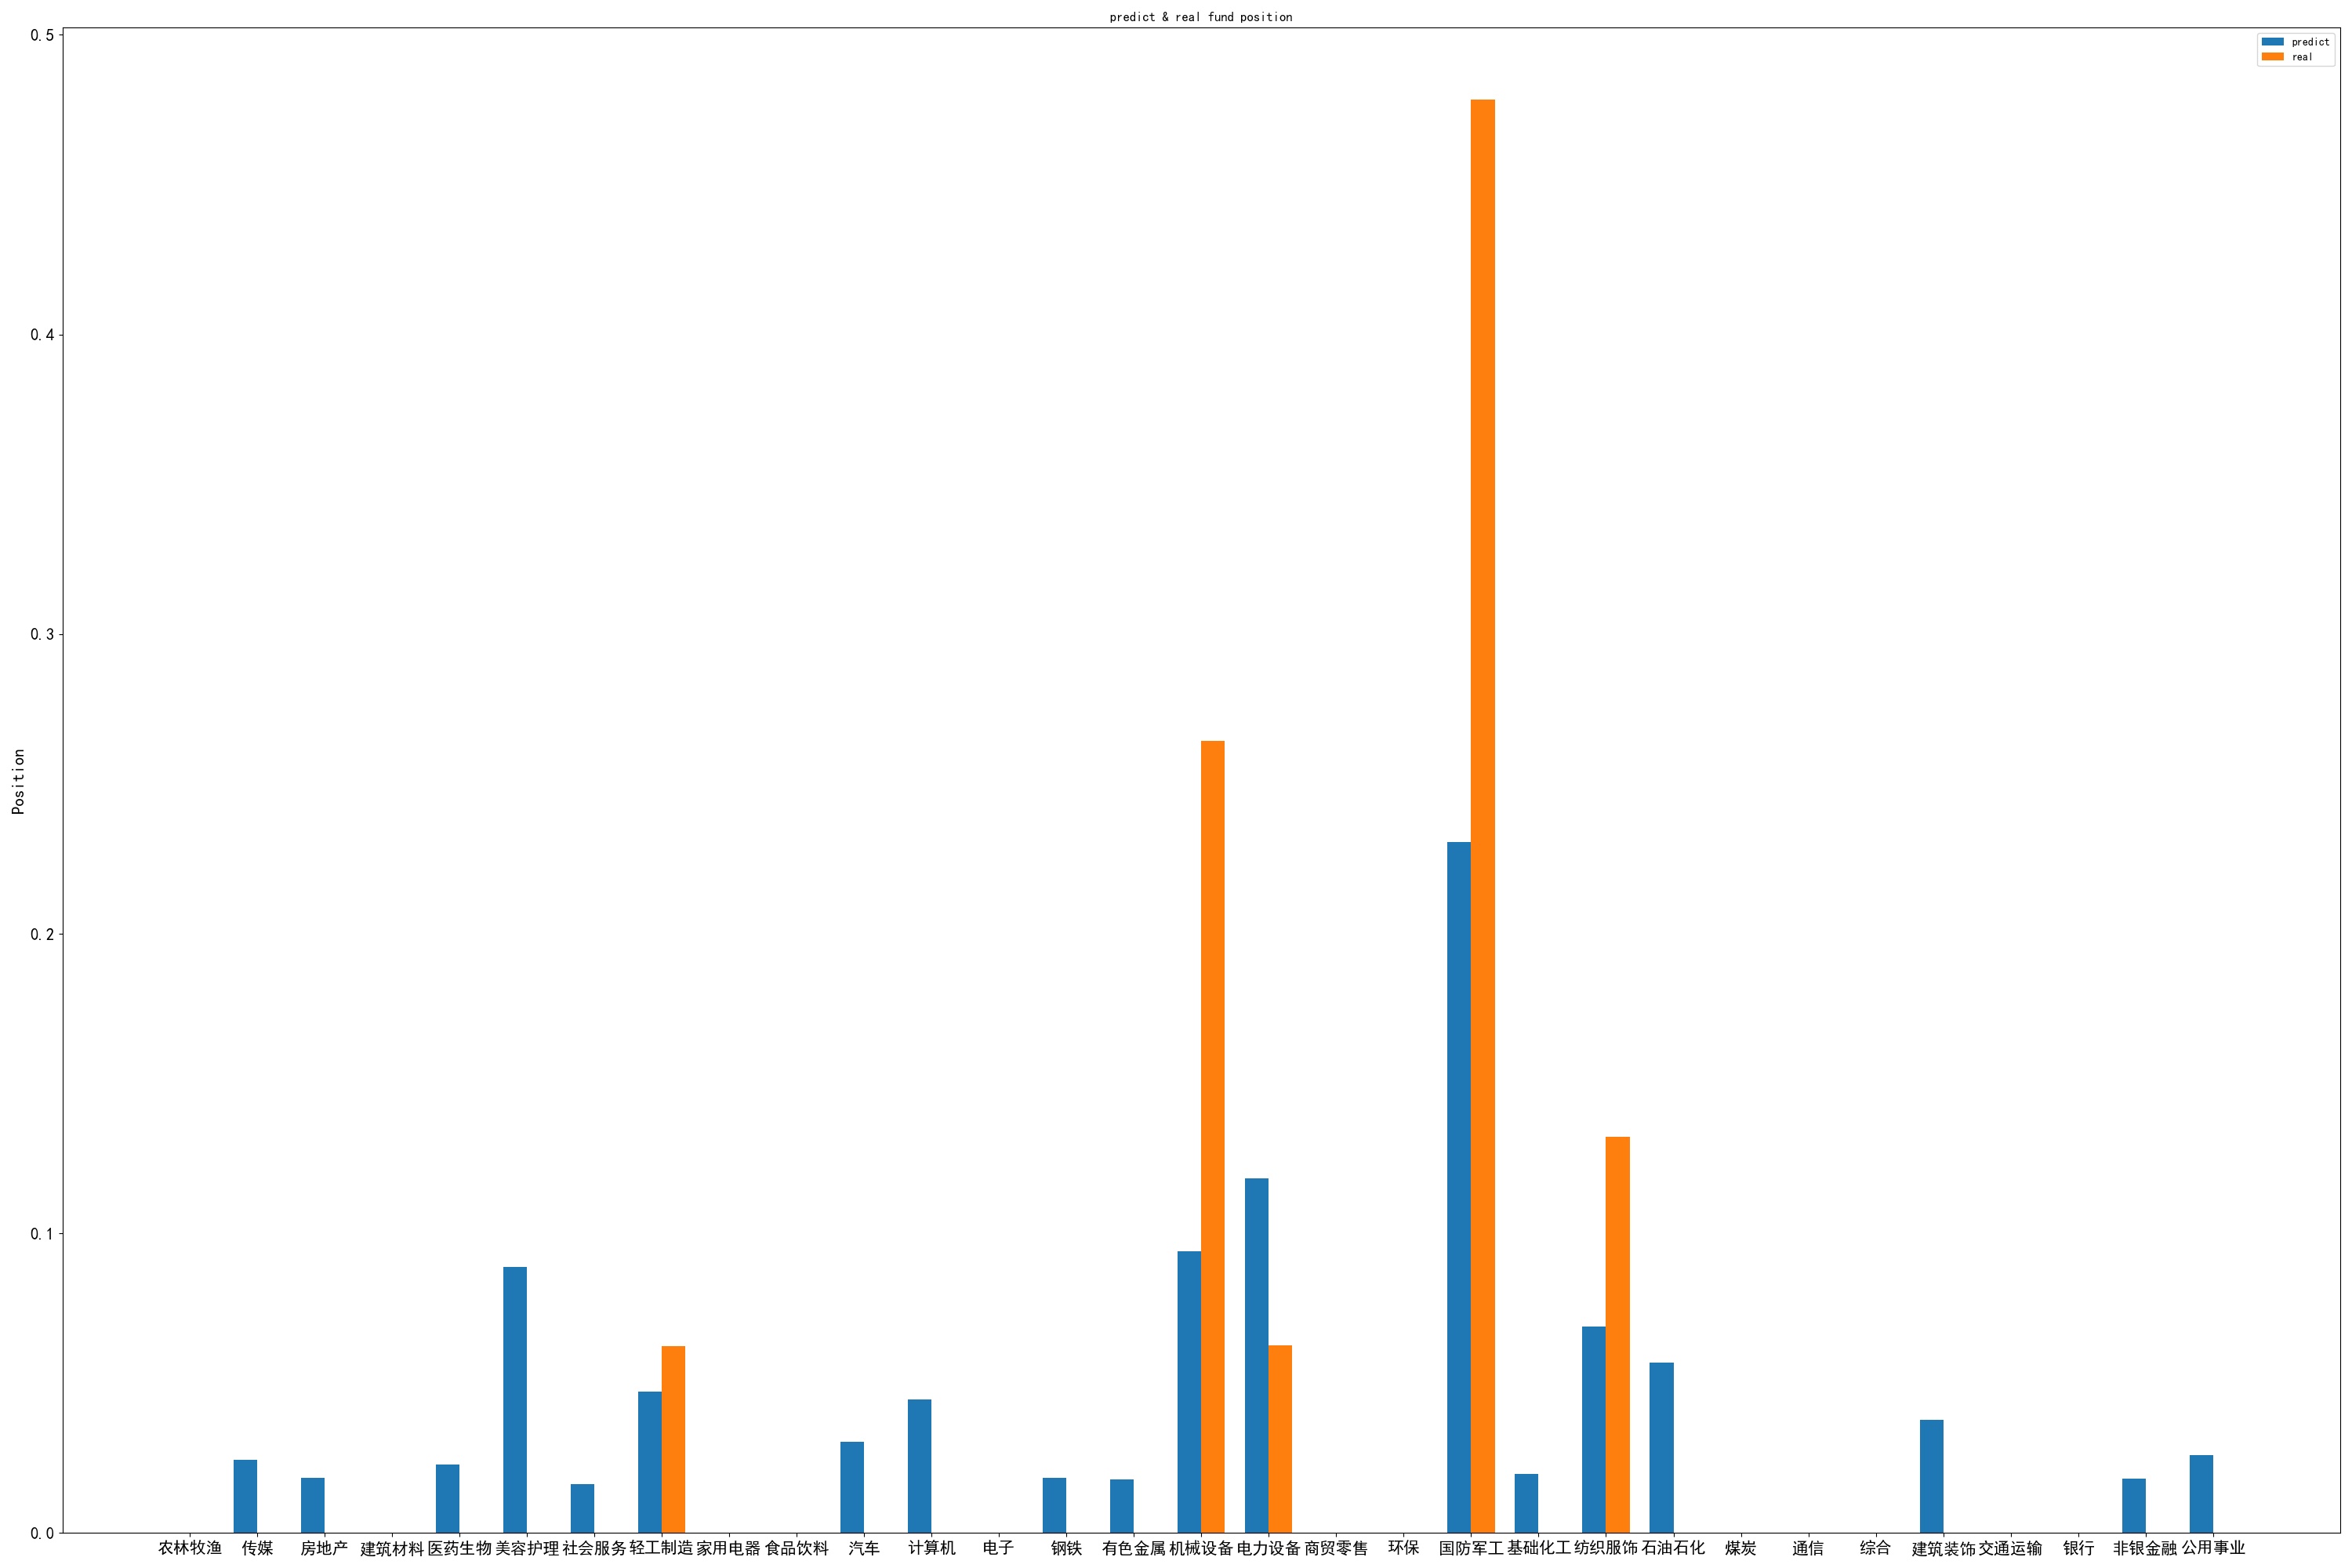 predict & real fund position
predict
real
0.5
0.4
0.3
0.2
0.1
0.0
Position
农林牧渔 传媒 房地产 建筑材料 医药生物 美容护理 社会服务 轻工制造 家用电器 食品饮料 汽车 计算机 电子 钢铁 有色金属 机械设备 电力设备 商贸零售 环保 国防军工 基础化工 纺织服饰 石油石化 煤炭 通信 综合 建筑装饰 交通运输 银行 非银金融 公用事业